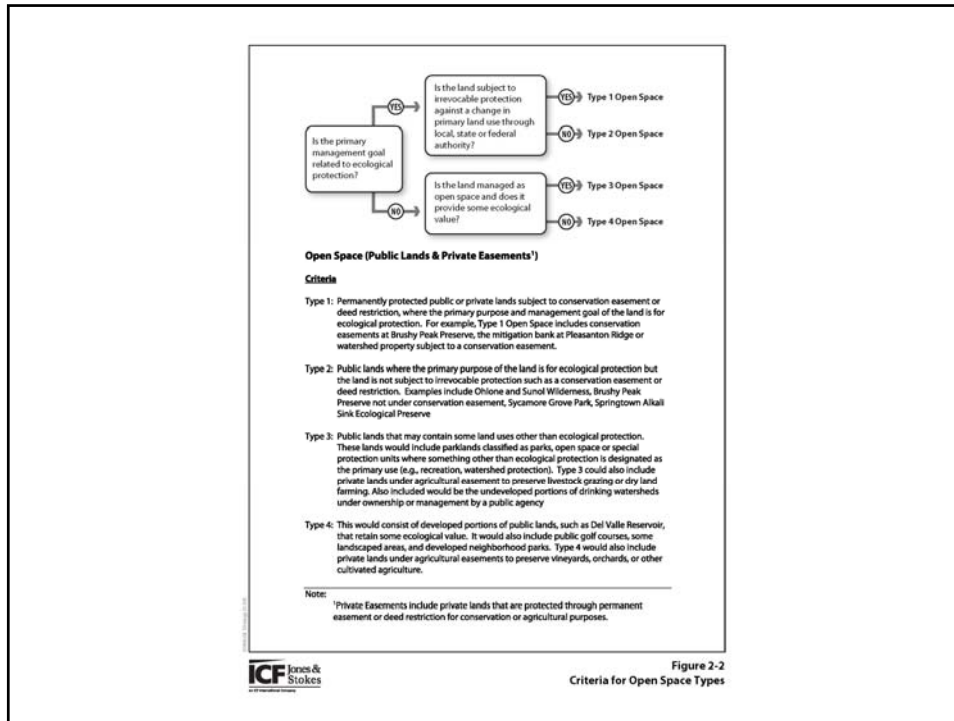 Is the primary
management goal
related to ecological
protection?
YES
NO
Is the land subject to
irrevocable protection
against a change in
primary land use through
local, state or federal
authority?
YES
Type 1 Open Space
NO
Type 2 Open Space
Is the land managed as
open space and does it
provide some ecological
value?
YES
Type 3 Open Space
NO
Type 4 Open Space
Open Space (Public Lands & Private Easements¹)
Criteria
Type 1: Permanently protected public or private lands subject to conservation easement or
deed restriction, where the primary purpose and management goal of the land is for
ecological protection. For example, Type 1 Open Space includes conservation
easements at Brushy Peak Preserve, the mitigation bank at Pleasanton Ridge or
watershed property subject to a conservation easement.
Type 2: Public lands where the primary purpose of the land is for ecological protection but
the land is not subject to irrevocable protection such as a conservation easement or
deed restriction. Examples include Ohlone and Sunol Wilderness, Brushy Peak
Preserve not under conservation easement, Sycamore Grove Park, Springtown Alkali
Sink Ecological Preserve
Type 3: Public lands that may contain some land uses other than ecological protection.
These lands would include parklands classified as parks, open space or special
protection units where something other than ecological protection is designated as
the primary use (e.g., recreation, watershed protection). Type 3 could also include
private lands under agricultural easement to preserve livestock grazing or dry land
farming. Also included would be the undeveloped portions of drinking watersheds
under ownership or management by a public agency
Type 4: This would consist of developed portions of public lands, such as Del Valle Reservoir,
that retain some ecological value. It would also include public golf courses, some
landscaped areas, and developed neighborhood parks. Type 4 would also include
private lands under agricultural easements to preserve vineyards, orchards, or other
cultivated agriculture.
Note:
¹Private Easements include private lands that are protected through permanent
easement or deed restriction for conservation or agricultural purposes.
ICF Jones &
Stokes
an ICF International Company
Figure 2-2
Criteria for Open Space Types